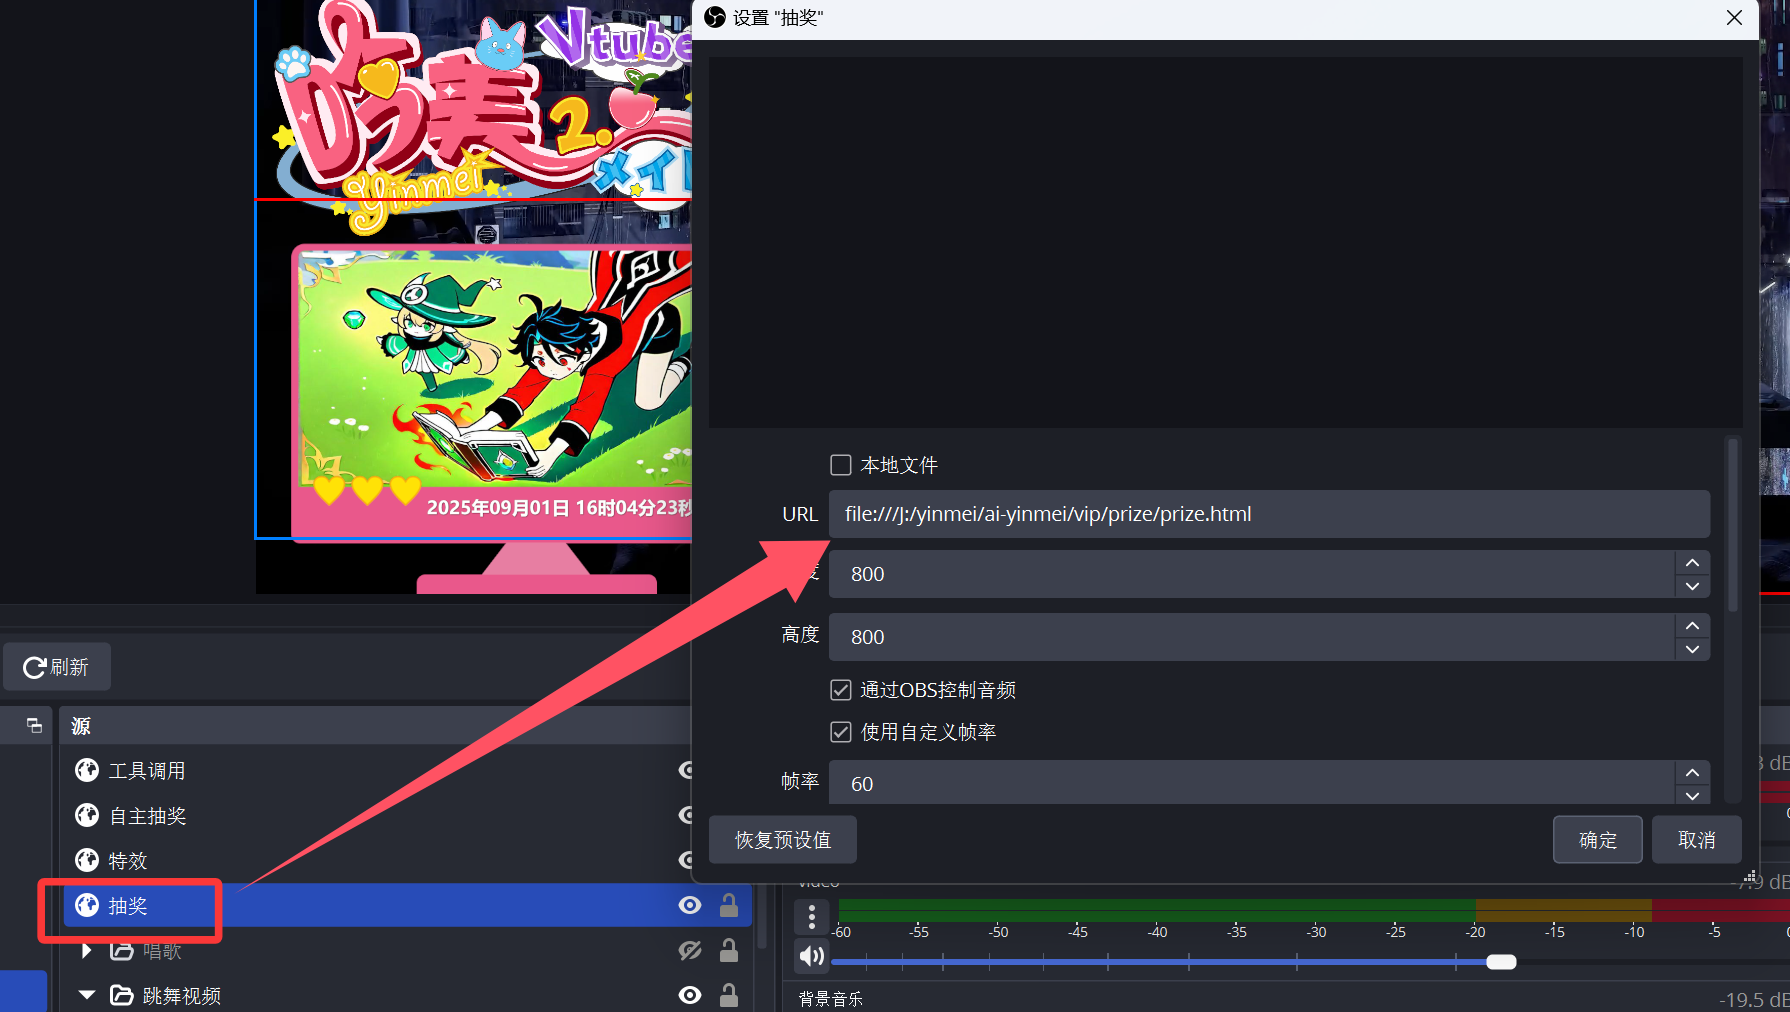 设置 "抽奖"
吟美
Vtube
2.
メイド
yinmei
2025年09月01日 16时04分23秒
本地文件
URL
file:///J:/yinmei/ai-yinmei/vip/prize/prize.html
度
800
高度
800
通过OBS控制音频
使用自定义帧率
帧率
60
恢复预设值
确定
取消
刷新
源
工具调用
自主抽奖
特效
抽奖
唱歌
跳舞视频
3 dB
video
-7.9 dB
-60 -55 -50 -45 -40 -35 -30 -25 -20 -15 -10 -5 0
背景音乐
-19.5 dB